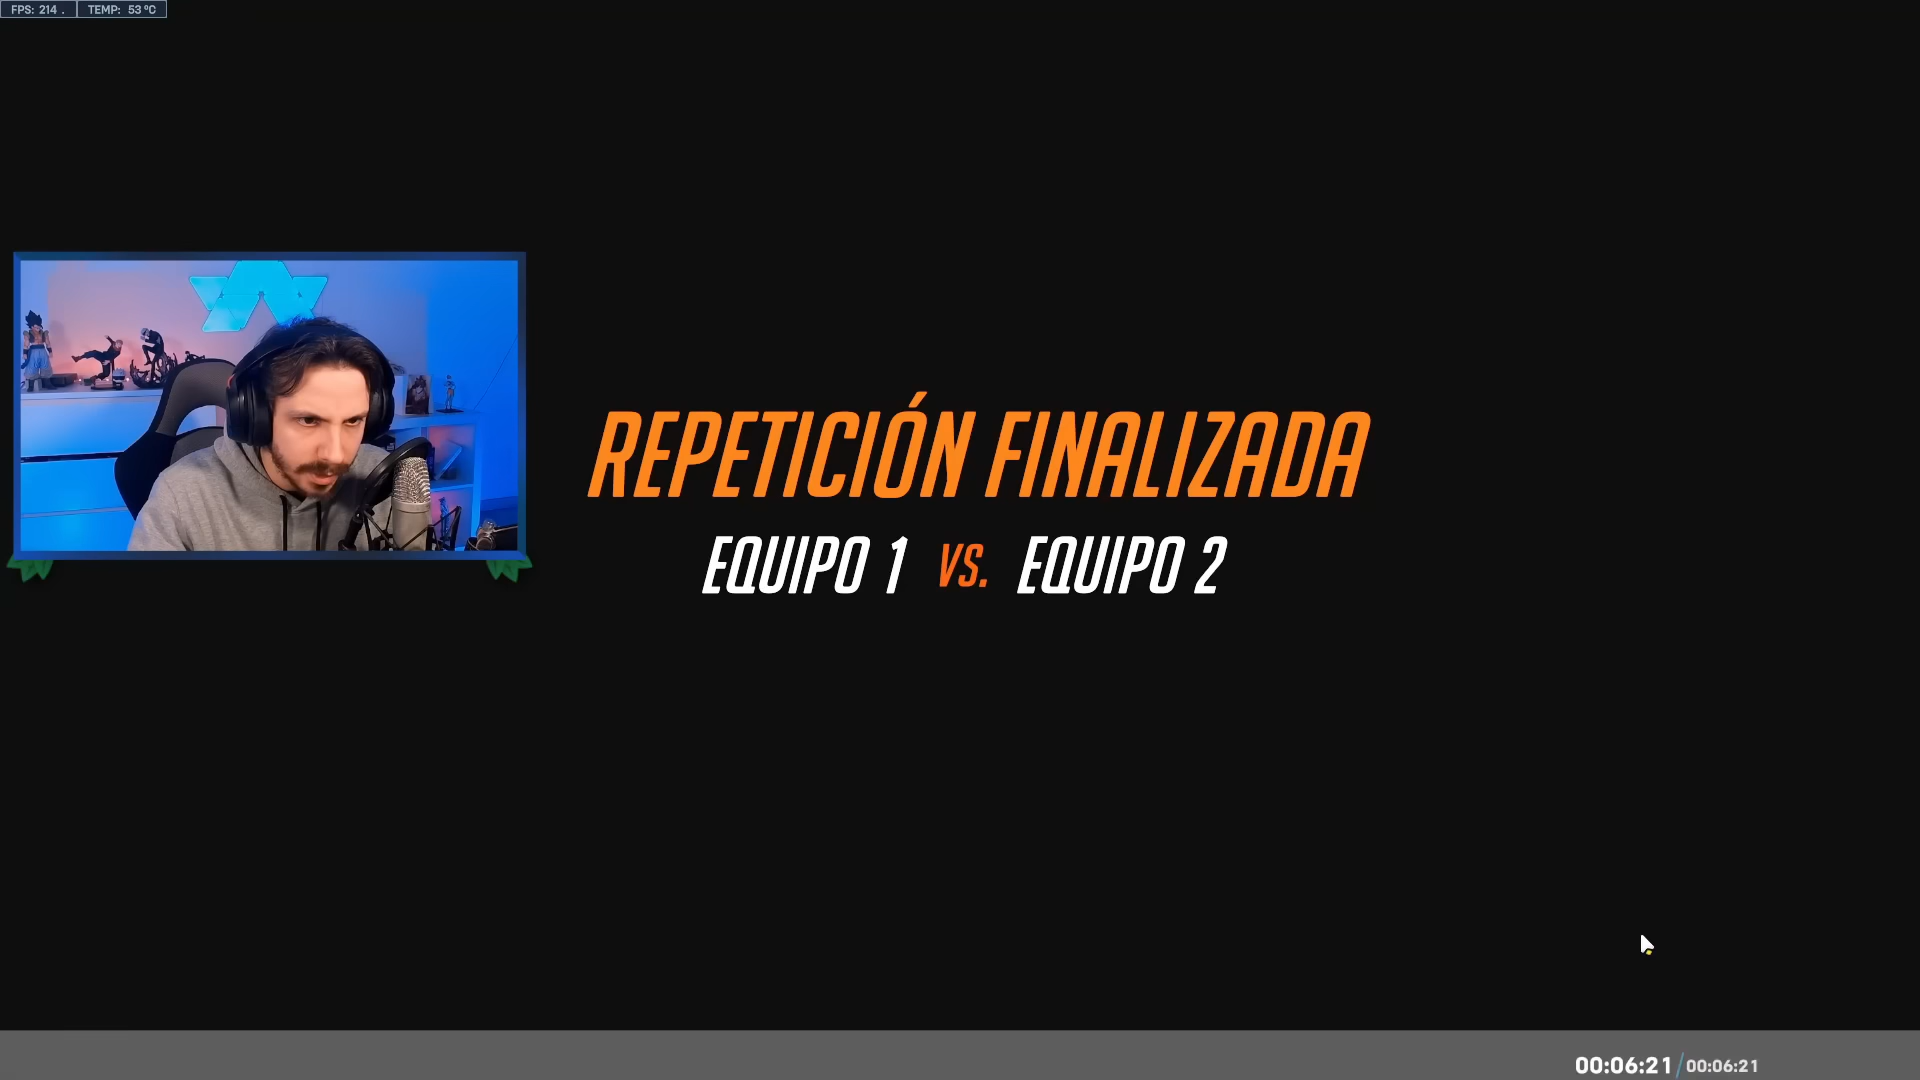 FPS: 214 . TEMP: 53 ºC
REPETICIÓN FINALIZADA
EQUIPO 1 VS. EQUIPO 2
00:06:21/00:06:21